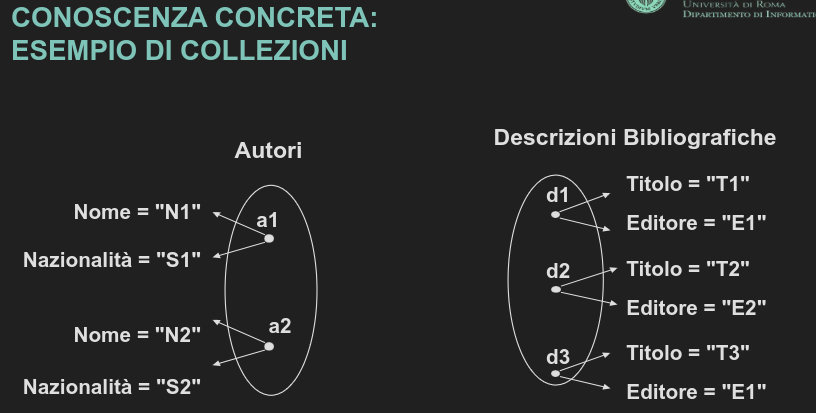 CONOSCENZA CONCRETA:
ESEMPIO DI COLLEZIONI
UNIVERSITÀ DI ROMA
DIPARTIMENTO DI
Autori
Nome = "N1"
a1
Nazionalità = "S1"
Nome = "N2"
a2
Nazionalità = "S2"
Descrizioni Bibliografiche
d1
Titolo = "T1"
Editore = "E1"
d2
Titolo = "T2"
Editore = "E2"
d3
Titolo = "T3"
Editore = "E1"